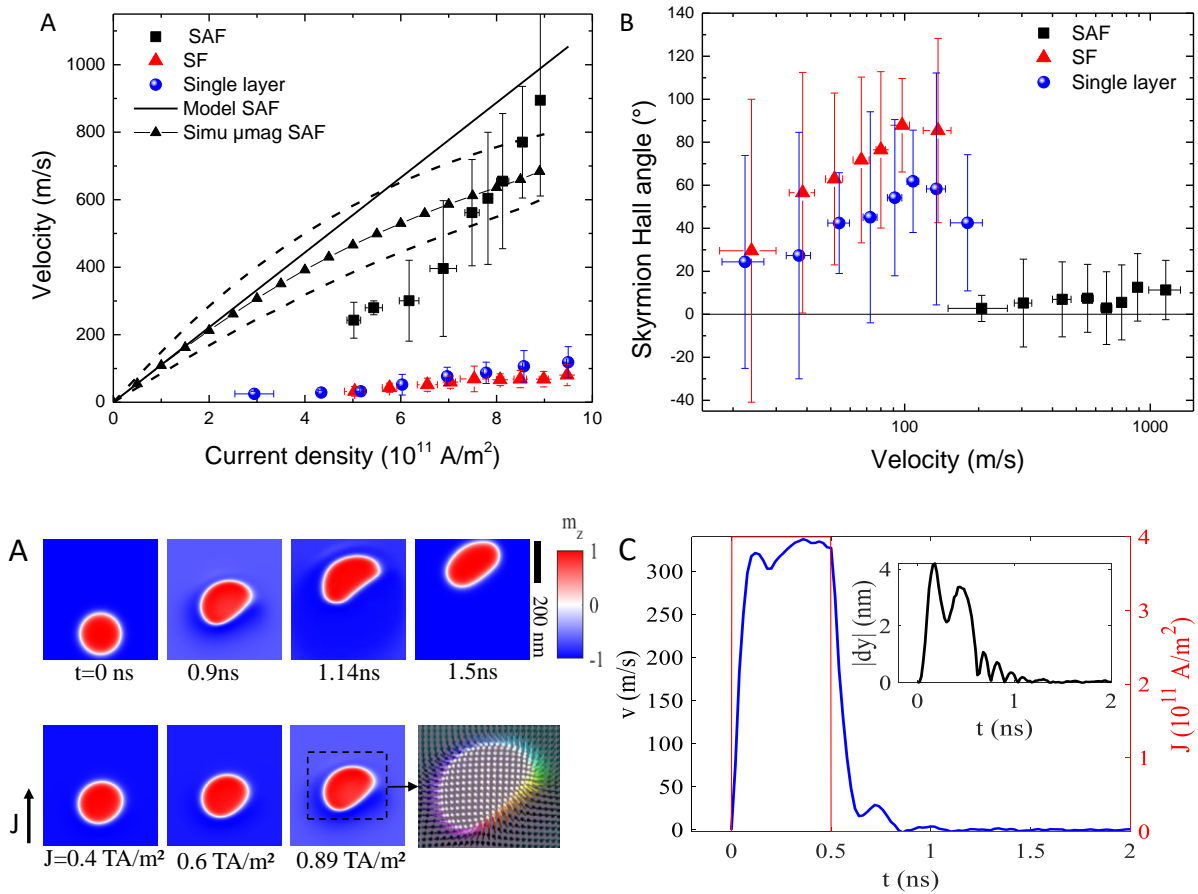 A
SAF
SF
Single layer
Model SAF
Simu µmag SAF
1000
800
600
400
200
0
0 2 4 6 8 10
Velocity (m/s)
Current density (10¹¹ A/m²)
B
SAF
SF
Single layer
140
120
100
80
60
40
20
0
-20
-40
100 1000
Skyrmion Hall angle (°)
Velocity (m/s)
A
m_z
1
0
-1
200 nm
t=0 ns 0.9ns 1.14ns 1.5ns
J
J=0.4 TA/m² 0.6 TA/m² 0.89 TA/m²
C
300
250
200
150
100
50
0
v (m/s)
0 0.5 1 1.5 2
t (ns)
4
3
2
1
0
J (10¹¹ A/m²)
4
2
0
|dy| (nm)
0 1 2
t (ns)